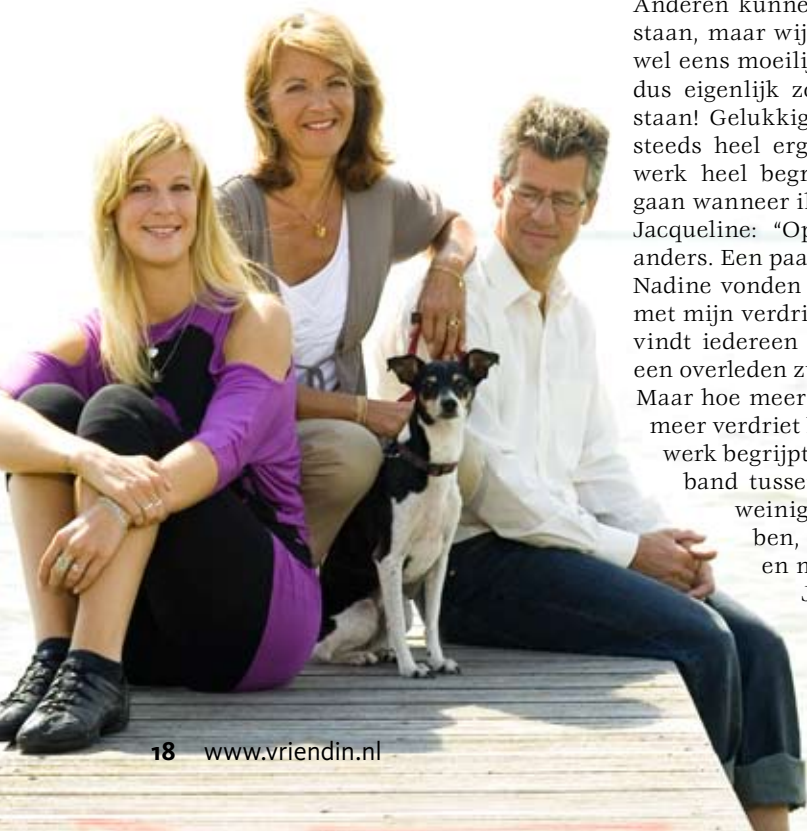 Anderen kunne
staan, maar wij
wel eens moeilij
dus eigenlijk zo
staan! Gelukkig
steeds heel erg
werk heel begr
gaan wanneer i
Jacqueline: “Op
anders. Een paa
Nadine vonden
met mijn verdri
vindt iedereen
een overleden z
Maar hoe meer
meer verdriet
werk begrijpt
band tusse
weinig
ben,
en n
J
18 www.vriendin.nl